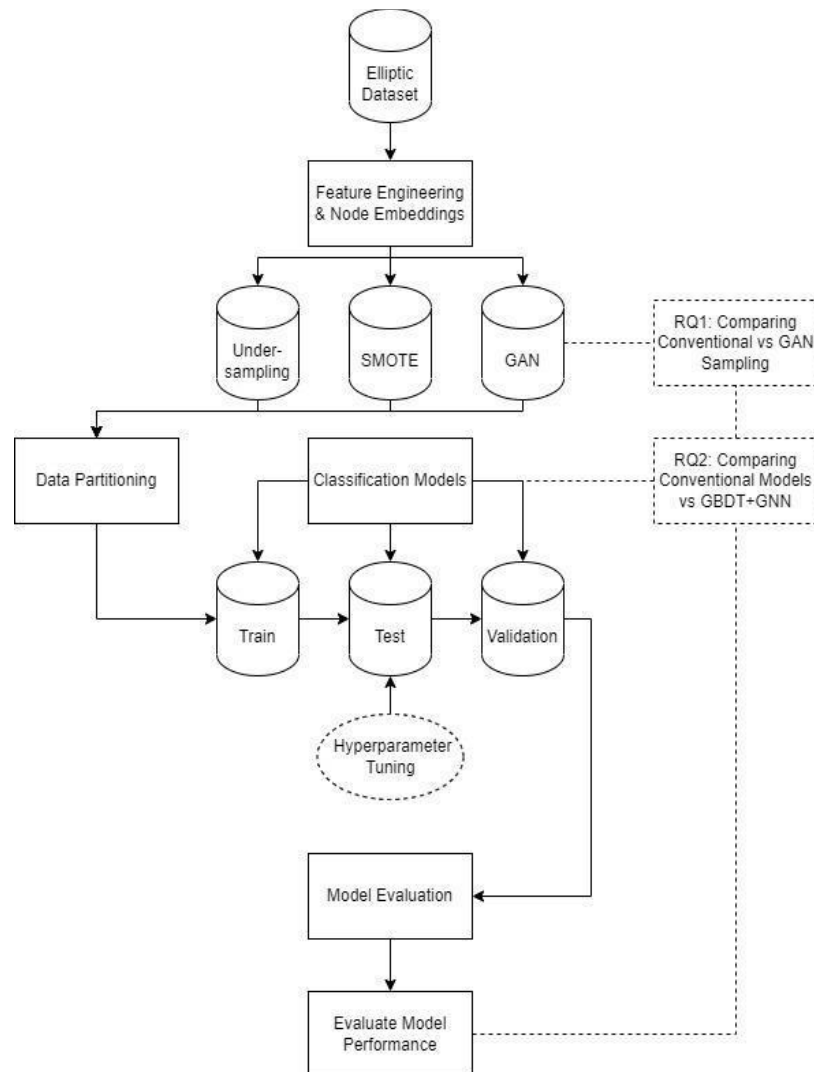 Elliptic
Dataset
Feature Engineering
& Node Embeddings
Under-
sampling
SMOTE
GAN
RQ1: Comparing
Conventional vs GAN
Sampling
Data Partitioning
Classification Models
RQ2: Comparing
Conventional Models
vs GBDT+GNN
Train
Test
Validation
Hyperparameter
Tuning
Model Evaluation
Evaluate Model
Performance